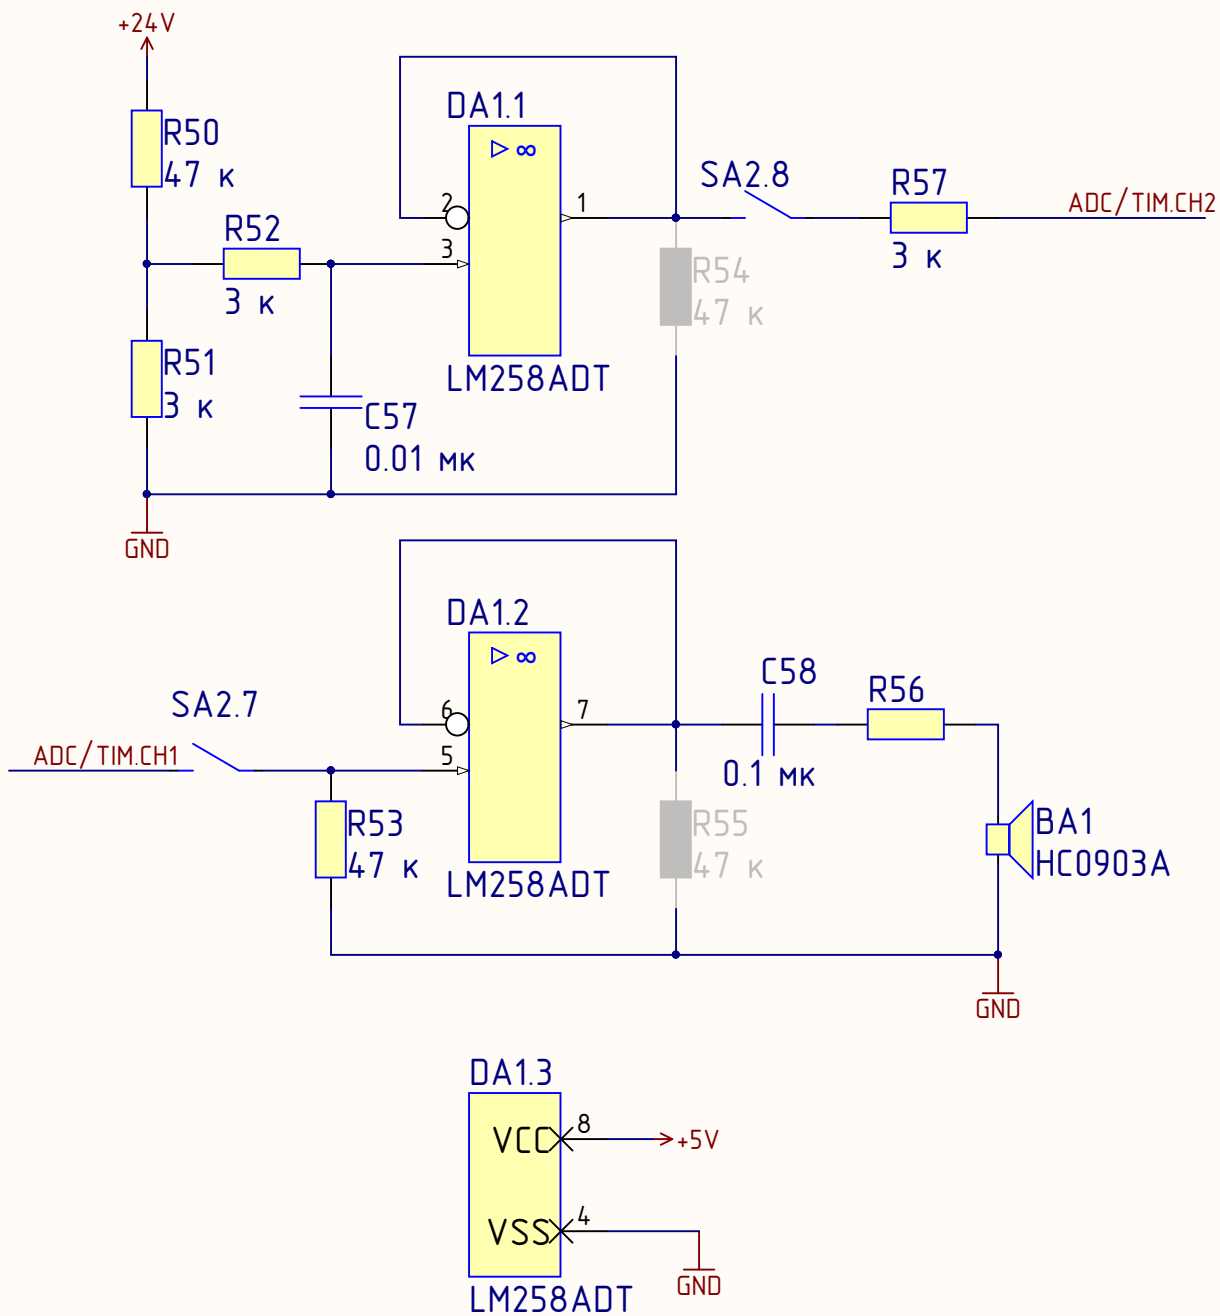 +24V
R50
47 к
R52
3 к
R51
3 к
C57
0.01 мк
GND
DA1.1
▷ ∞
2
3
1
LM258ADT
R54
47 к
SA2.8
R57
3 к
ADC/TIM.CH2
ADC/TIM.CH1
SA2.7
R53
47 к
DA1.2
▷ ∞
6
5
7
LM258ADT
R55
47 к
C58
0.1 мк
R56
BA1
HC0903A
GND
DA1.3
VCC
8
+5V
VSS
4
GND
LM258ADT